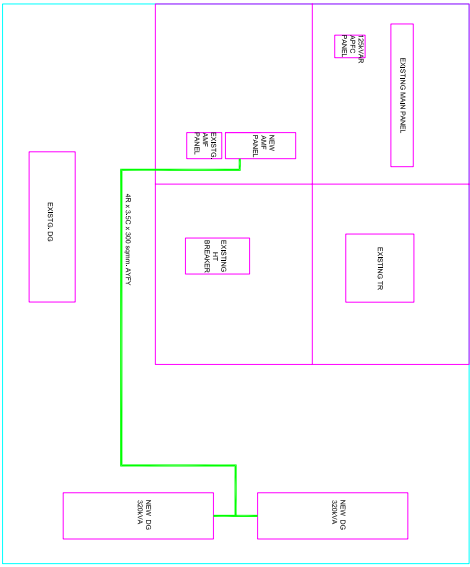 125kVAR
APFC
PANEL
EXISTING MAIN PANEL
EXISTG.
AMF
PANEL
NEW
AMF
PANEL
EXISTG. DG
4R x 3.5C x 300 sqmm. AYFY
EXISTING
HT
BREAKER
EXISTING TR
NEW DG
320kVA
NEW DG
320kVA